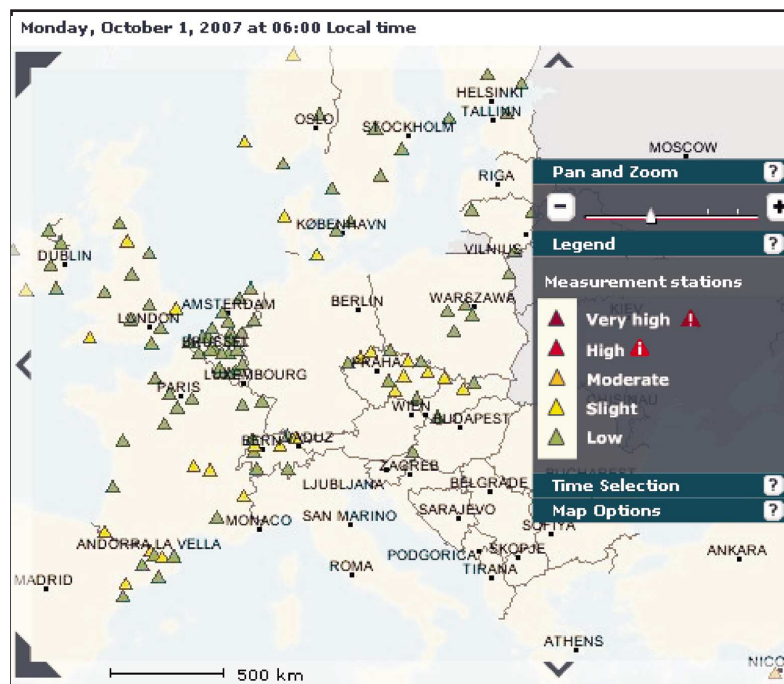 Monday, October 1, 2007 at 06:00 Local time
HELSINKI
TALLINN
OSLO
STOCKHOLM
MOSCOW
RIGA
Pan and Zoom ?
KØBENHAVN
Legend ?
VILNIUS
DUBLIN
Measurement stations
AMSTERDAM
BERLIN
WARSZAWA
KIEV
LONDON
Very high
High
PRAHA
LUXEMBOURG
Moderate
PARIS
WIEN
Slight
BUDAPEST
BERN
VADUZ
Low
ZAGREB
LJUBLJANA
BELGRADE
BUCHAREST
Time Selection ?
MONACO
SAN MARINO
SARAJEVO
Map Options ?
SOFIYA
ANDORRA LA VELLA
PODGORICA
SKOPJE
ANKARA
MADRID
ROMA
TIRANA
ATHENS
NICO
500 km